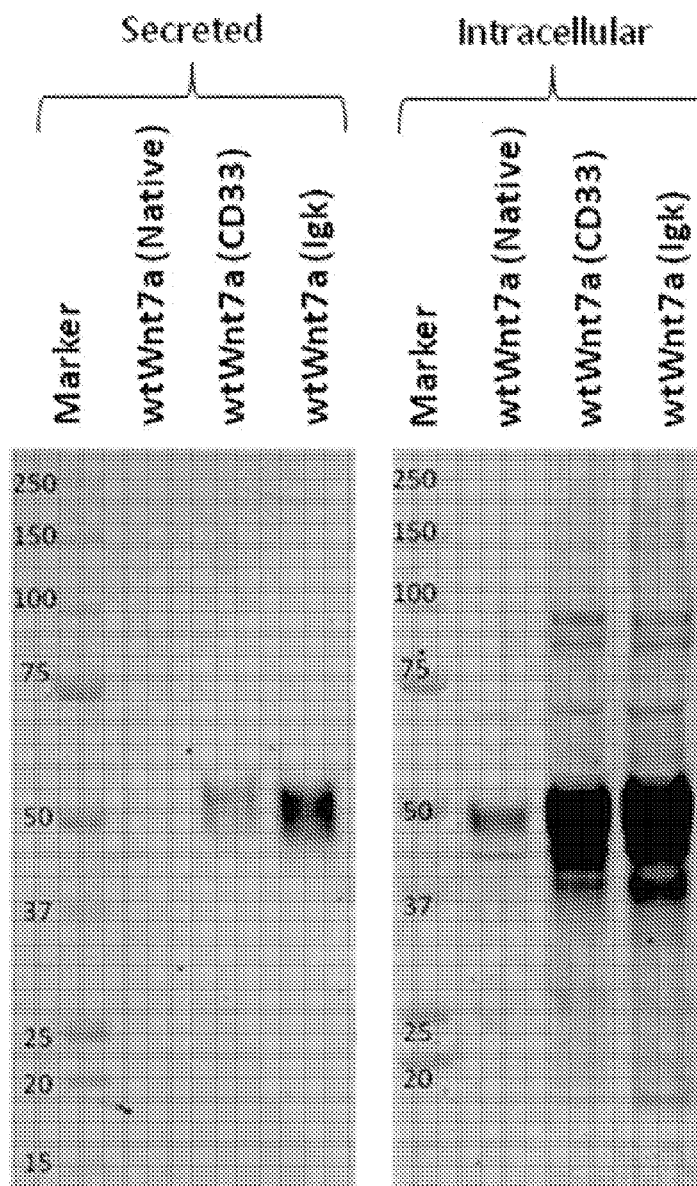 Secreted
Intracellular
Marker
wtWnt7a (Native)
wtWnt7a (CD33)
wtWnt7a (Igk)
Marker
wtWnt7a (Native)
wtWnt7a (CD33)
wtWnt7a (Igk)
250
150
100
75
50
37
25
20
15
250
150
100
75
50
37
25
20